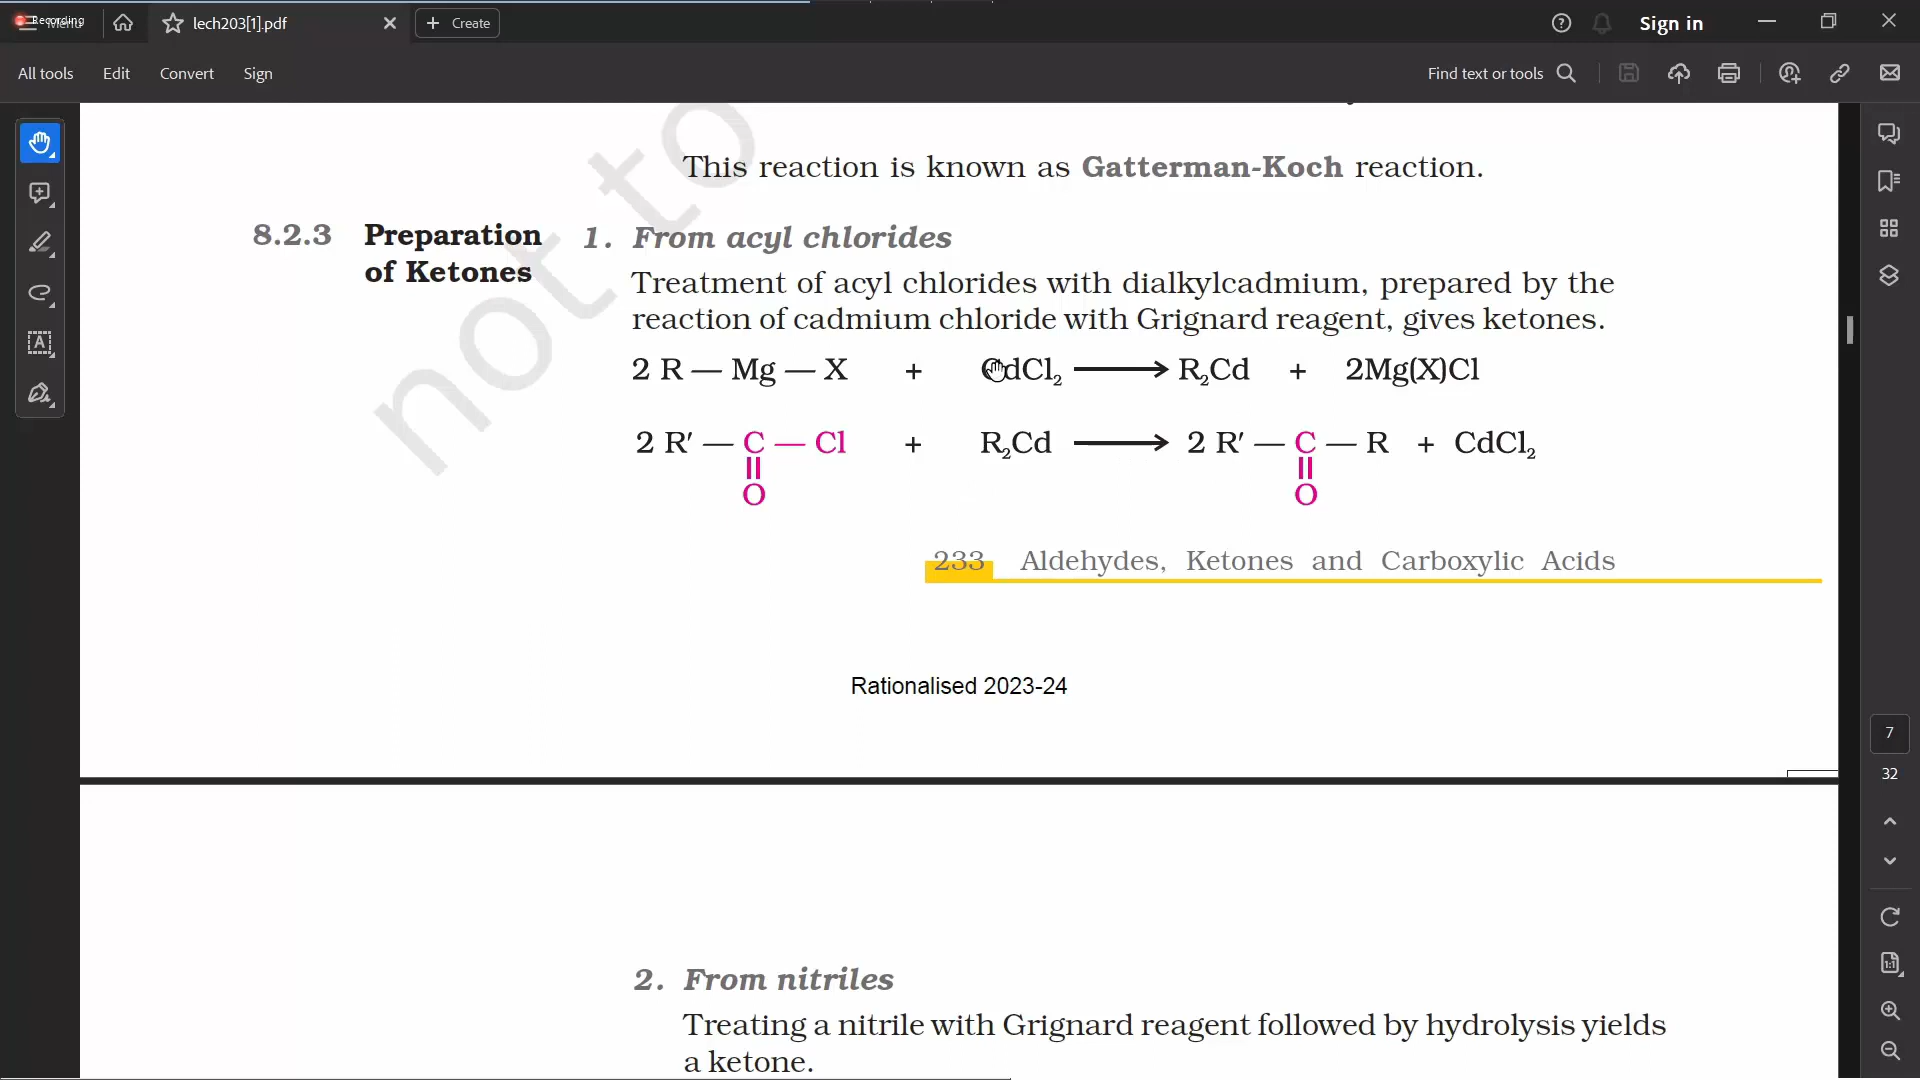 Recording
Menu
lech203[1].pdf
Create
Sign in
All tools
Edit
Convert
Sign
Find text or tools
not to
This reaction is known as Gatterman-Koch reaction.
8.2.3 Preparation of Ketones
1. From acyl chlorides
Treatment of acyl chlorides with dialkylcadmium, prepared by the
reaction of cadmium chloride with Grignard reagent, gives ketones.
2 R — Mg — X + CdCl₂ ⟶ R₂Cd + 2Mg(X)Cl
2 R′ — C — Cl + R₂Cd ⟶ 2 R′ — C — R + CdCl₂
|| ||
O O
233 Aldehydes, Ketones and Carboxylic Acids
Rationalised 2023-24
7
32
2. From nitriles
Treating a nitrile with Grignard reagent followed by hydrolysis yields
a ketone.